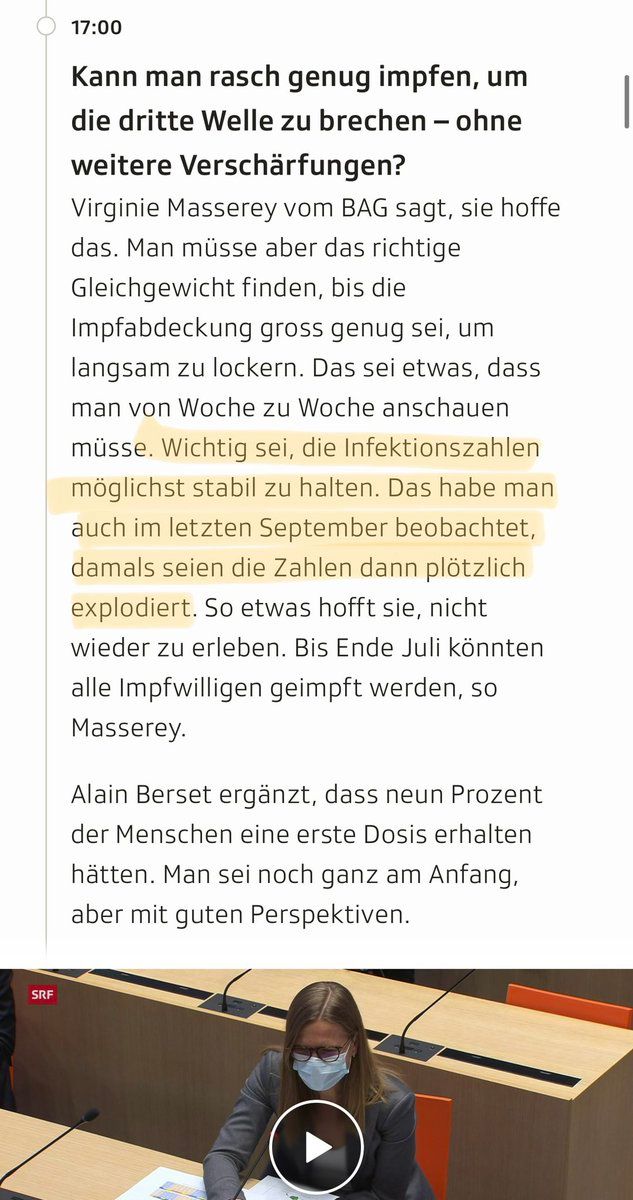 17:00
Kann man rasch genug impfen, um
die dritte Welle zu brechen – ohne
weitere Verschärfungen?
Virginie Masserey vom BAG sagt, sie hoffe
das. Man müsse aber das richtige
Gleichgewicht finden, bis die
Impfabdeckung gross genug sei, um
langsam zu lockern. Das sei etwas, dass
man von Woche zu Woche anschauen
müsse. Wichtig sei, die Infektionszahlen
möglichst stabil zu halten. Das habe man
auch im letzten September beobachtet,
damals seien die Zahlen dann plötzlich
explodiert. So etwas hofft sie, nicht
wieder zu erleben. Bis Ende Juli könnten
alle Impfwilligen geimpft werden, so
Masserey.
Alain Berset ergänzt, dass neun Prozent
der Menschen eine erste Dosis erhalten
hätten. Man sei noch ganz am Anfang,
aber mit guten Perspektiven.
SRF